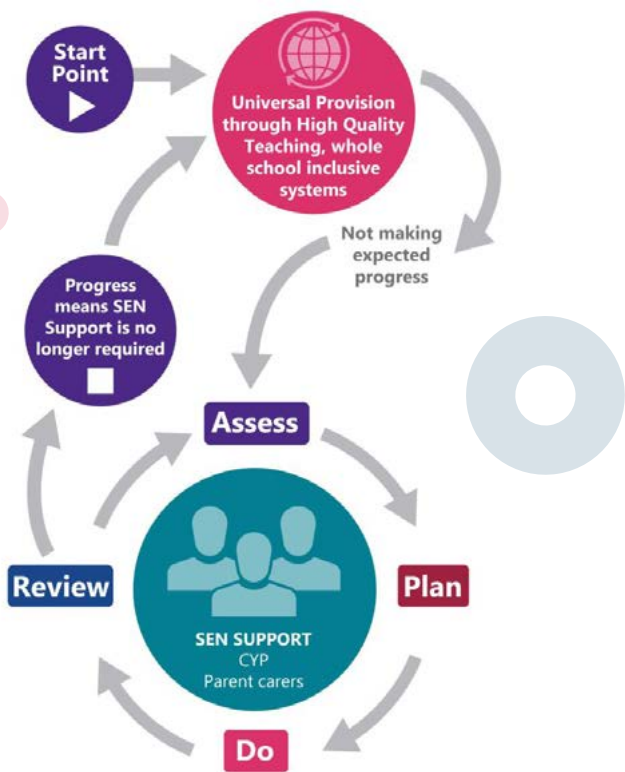 Start
Point
Universal Provision
through High Quality
Teaching, whole
school inclusive
systems
Not making
expected
progress
Progress
means SEN
Support is no
longer required
Assess
Review
Plan
SEN SUPPORT
CYP
Parent carers
Do